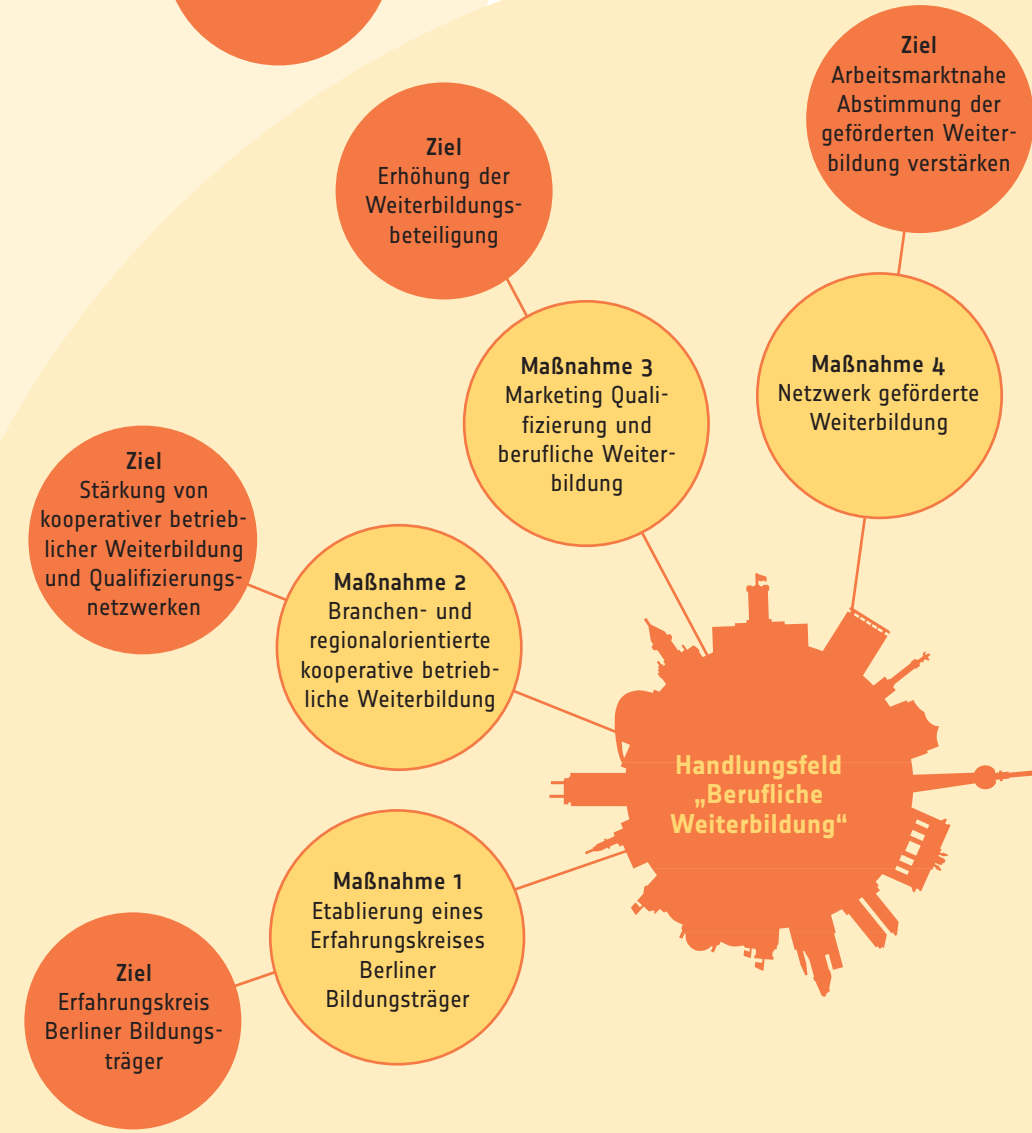 Ziel
Arbeitsmarktnahe
Abstimmung der
geförderten Weiter-
bildung verstärken
Ziel
Erhöhung der
Weiterbildungs-
beteiligung
Maßnahme 3
Marketing Quali-
fizierung und
berufliche Weiter-
bildung
Maßnahme 4
Netzwerk geförderte
Weiterbildung
Ziel
Stärkung von
kooperativer betrieb-
licher Weiterbildung
und Qualifizierungs-
netzwerken
Maßnahme 2
Branchen- und
regionalorientierte
kooperative betrieb-
liche Weiterbildung
Handlungsfeld
„Berufliche
Weiterbildung“
Maßnahme 1
Etablierung eines
Erfahrungskreises
Berliner
Bildungsträger
Ziel
Erfahrungskreis
Berliner Bildungs-
träger